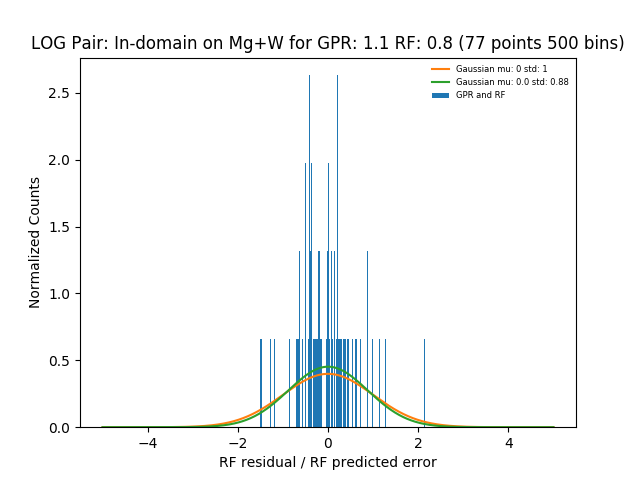 LOG Pair: In-domain on Mg+W for GPR: 1.1 RF: 0.8 (77 points 500 bins)
Gaussian mu: 0 std: 1
Gaussian mu: 0.0 std: 0.88
GPR and RF
Normalized Counts
2.5
2.0
1.5
1.0
0.5
0.0
−4
−2
0
2
4
RF residual / RF predicted error